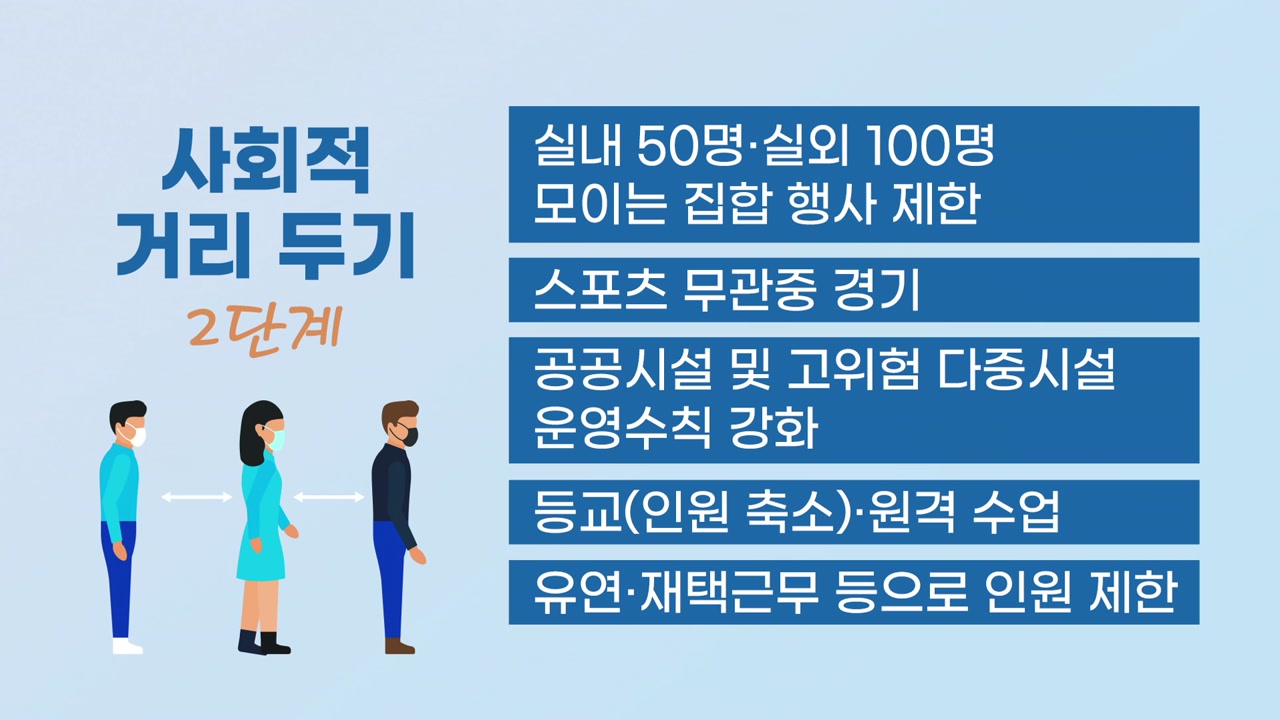 사회적
거리 두기
2단계
실내 50명·실외 100명
모이는 집합 행사 제한
스포츠 무관중 경기
공공시설 및 고위험 다중시설
운영수칙 강화
등교(인원 축소)·원격 수업
유연·재택근무 등으로 인원 제한